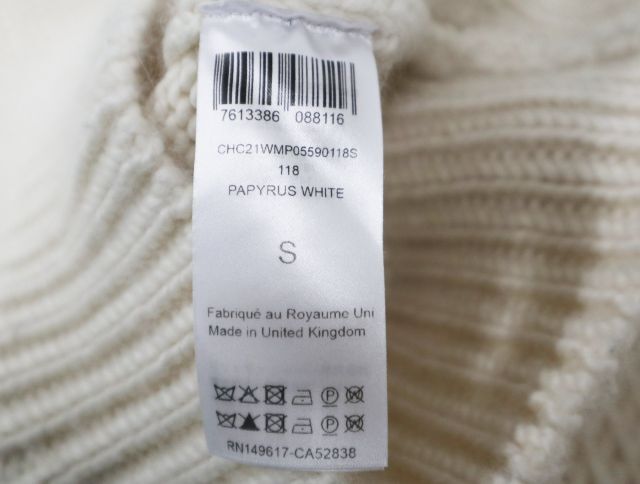 7613386 088116
CHC21WMP05590118S
118
PAPYRUS WHITE
S
Fabriqué au Royaume Uni
Made in United Kingdom
P
P
RN149617-CA52838